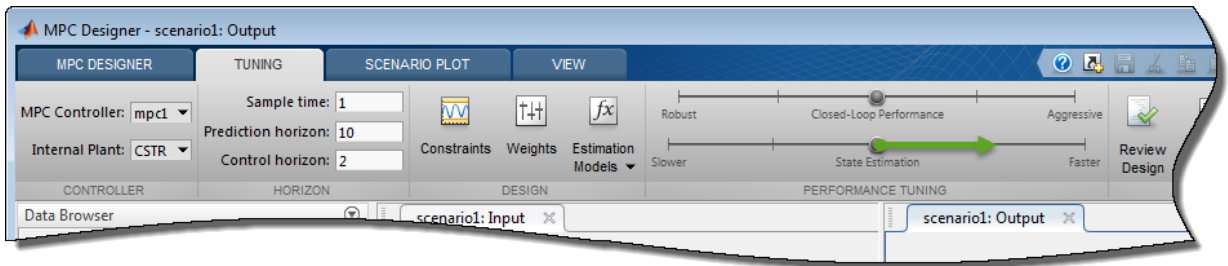 MPC Designer - scenario1: Output
MPC DESIGNER TUNING SCENARIO PLOT VIEW
MPC Controller: mpc1
Internal Plant: CSTR
CONTROLLER
Sample time: 1
Prediction horizon: 10
Control horizon: 2
HORIZON
Constraints
Weights
fx
Estimation
Models
DESIGN
Robust Closed-Loop Performance Aggressive
Slower State Estimation Faster
PERFORMANCE TUNING
Review
Design
Data Browser
scenario1: Input
scenario1: Output